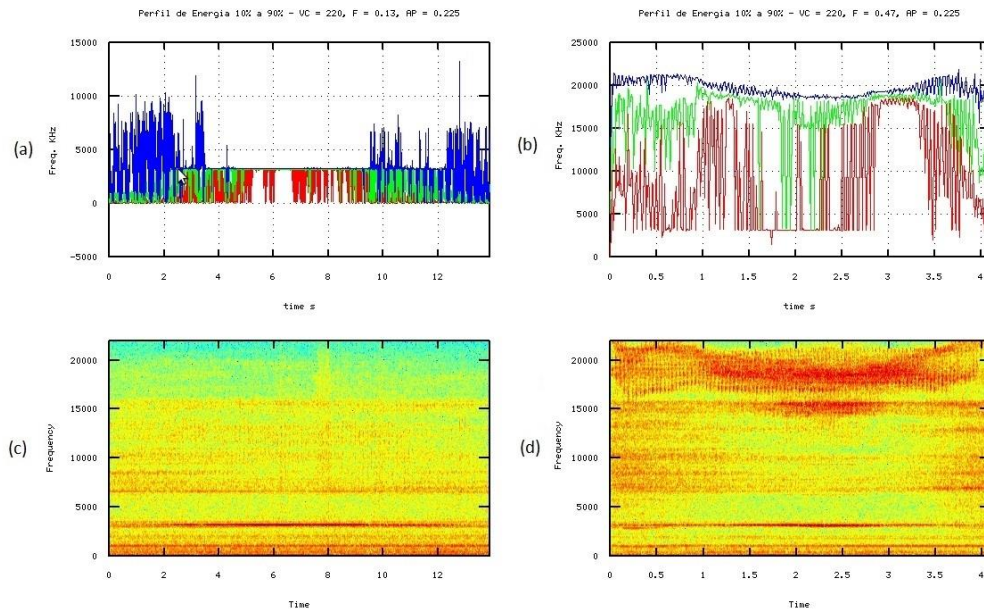 Perfil de Energia 10% a 90% - VC = 220, F = 0.13, AP = 0.225
(a)
Freq. KHz
15000
10000
5000
0
-5000
0 2 4 6 8 10 12
time s
Perfil de Energia 10% a 90% - VC = 220, F = 0.47, AP = 0.225
(b)
Freq. KHz
25000
20000
15000
10000
5000
0
0 0.5 1 1.5 2 2.5 3 3.5 4
time s
(c)
Frequency
20000
15000
10000
5000
0
0 2 4 6 8 10 12
Time
(d)
Frequency
20000
15000
10000
5000
0
0 0.5 1 1.5 2 2.5 3 3.5 4
Time